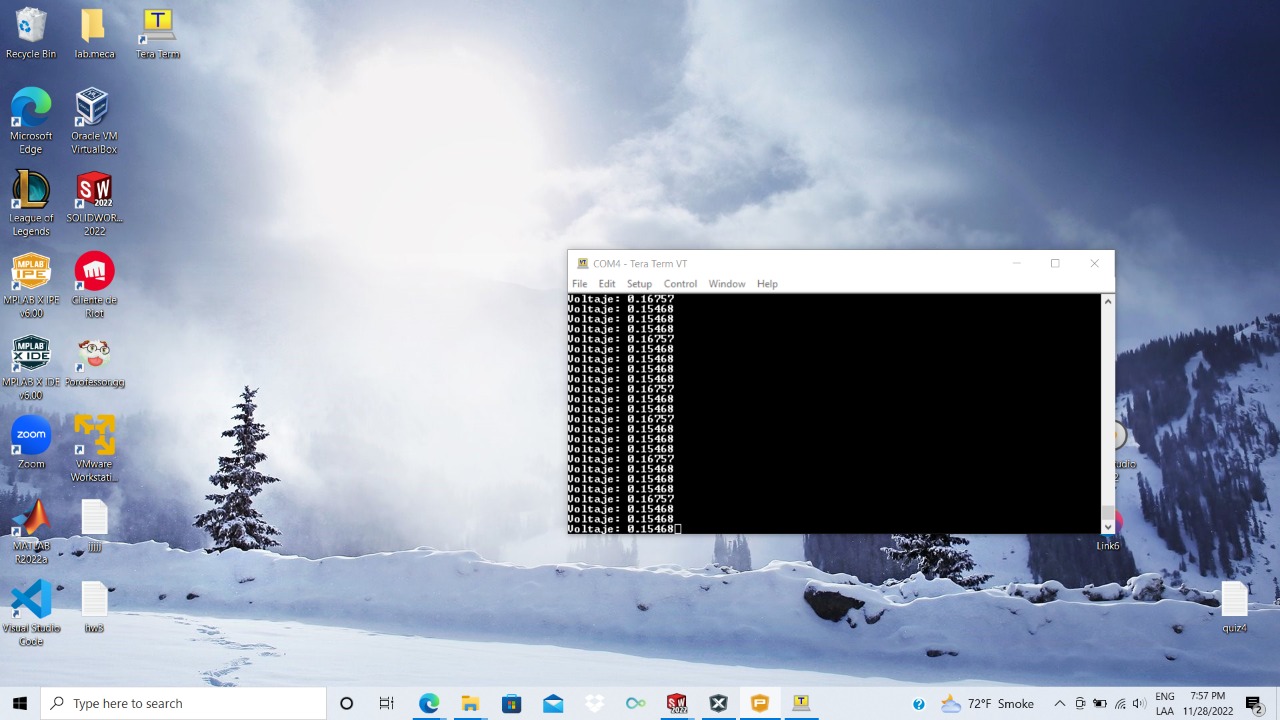 Recycle Bin
lab.meca
Tera Term
Microsoft Edge
Oracle VM VirtualBox
League of Legends
SOLIDWOR... 2022
MPLAB X IPE v6.00
Cliente de Riot
MPLAB X IDE v6.00
Porofessor.gg
Zoom
VMware Workstati...
MATLAB R2022a
jjjjj
Visual Studio Code
hw3
COM4 - Tera Term VT
File Edit Setup Control Window Help
Voltaje: 0.16757
Voltaje: 0.15468
Voltaje: 0.15468
Voltaje: 0.15468
Voltaje: 0.16757
Voltaje: 0.15468
Voltaje: 0.15468
Voltaje: 0.15468
Voltaje: 0.15468
Voltaje: 0.16757
Voltaje: 0.15468
Voltaje: 0.15468
Voltaje: 0.16757
Voltaje: 0.15468
Voltaje: 0.15468
Voltaje: 0.15468
Voltaje: 0.16757
Voltaje: 0.15468
Voltaje: 0.15468
Voltaje: 0.15468
Voltaje: 0.16757
Voltaje: 0.15468
Voltaje: 0.15468
Voltaje: 0.15468
Link6
quiz4
Type here to search
72°F Smoke
ENG
LAA
7:57 PM
11/28/2022
2